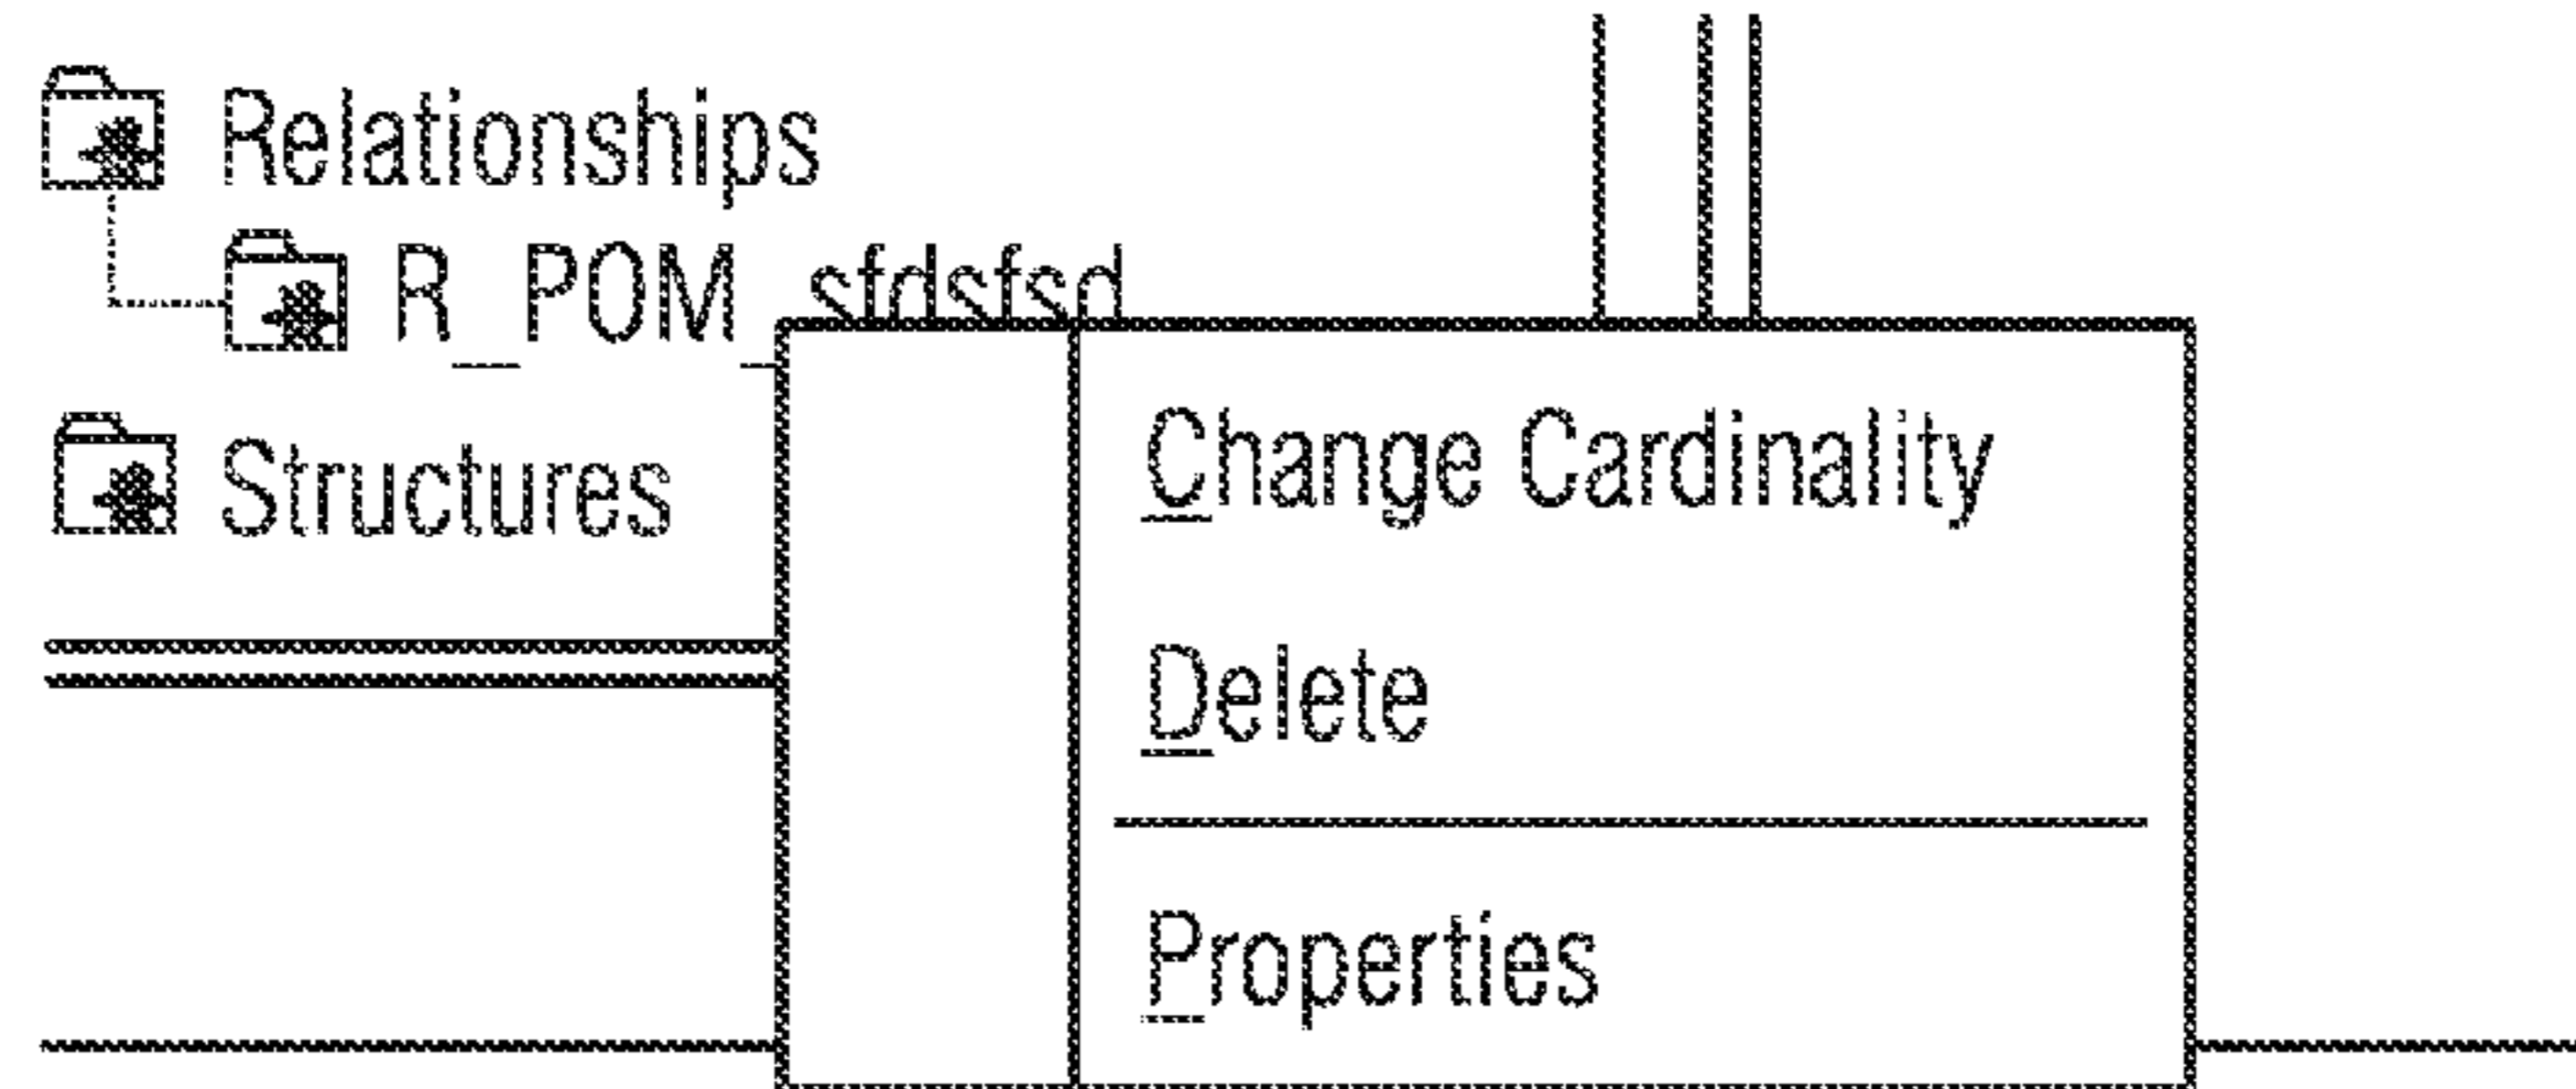 Relationships
R_POM_sfdsfsd
Structures
Change Cardinality
Delete
Properties